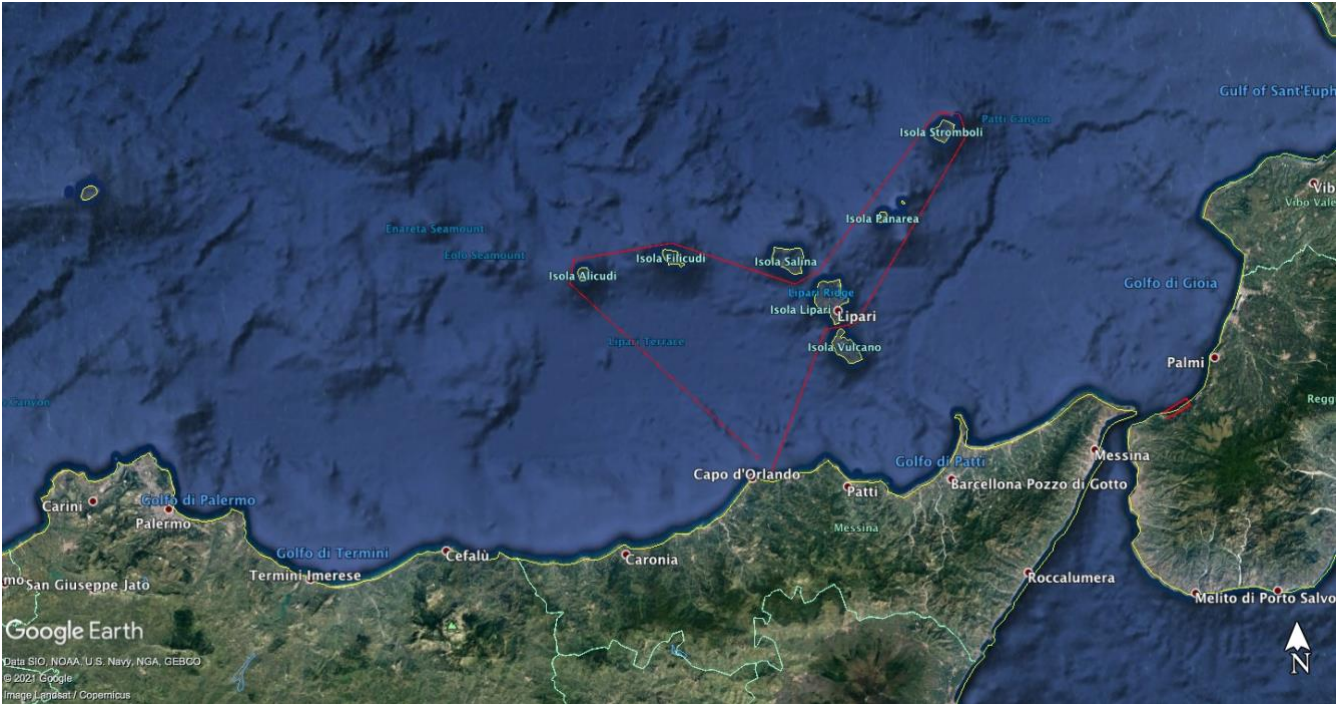 Gulf of Sant'Euph
Isola Stromboli
Patti Canyon
Vib
Vibo Vale
Isola Panarea
Enareta Seamount
Eolo Seamount
Isola Filicudi
Isola Salina
Isola Alicudi
Golfo di Gioia
Lipari Ridge
Isola Lipari
Lipari
Lipari Terrace
Isola Vulcano
Palmi
Canyon
Regg
Capo d'Orlando
Golfo di Patti
Messina
Carini
Golfo di Palermo
Patti
Barcellona Pozzo di Gotto
Palermo
Messina
Golfo di Termini
Cefalù
Caronia
Termini Imerese
Roccalumera
mo
San Giuseppe Jato
Melito di Porto Salvo
Google Earth
Data SIO, NOAA, U.S. Navy, NGA, GEBCO
© 2021 Google
Image Landsat / Copernicus
N